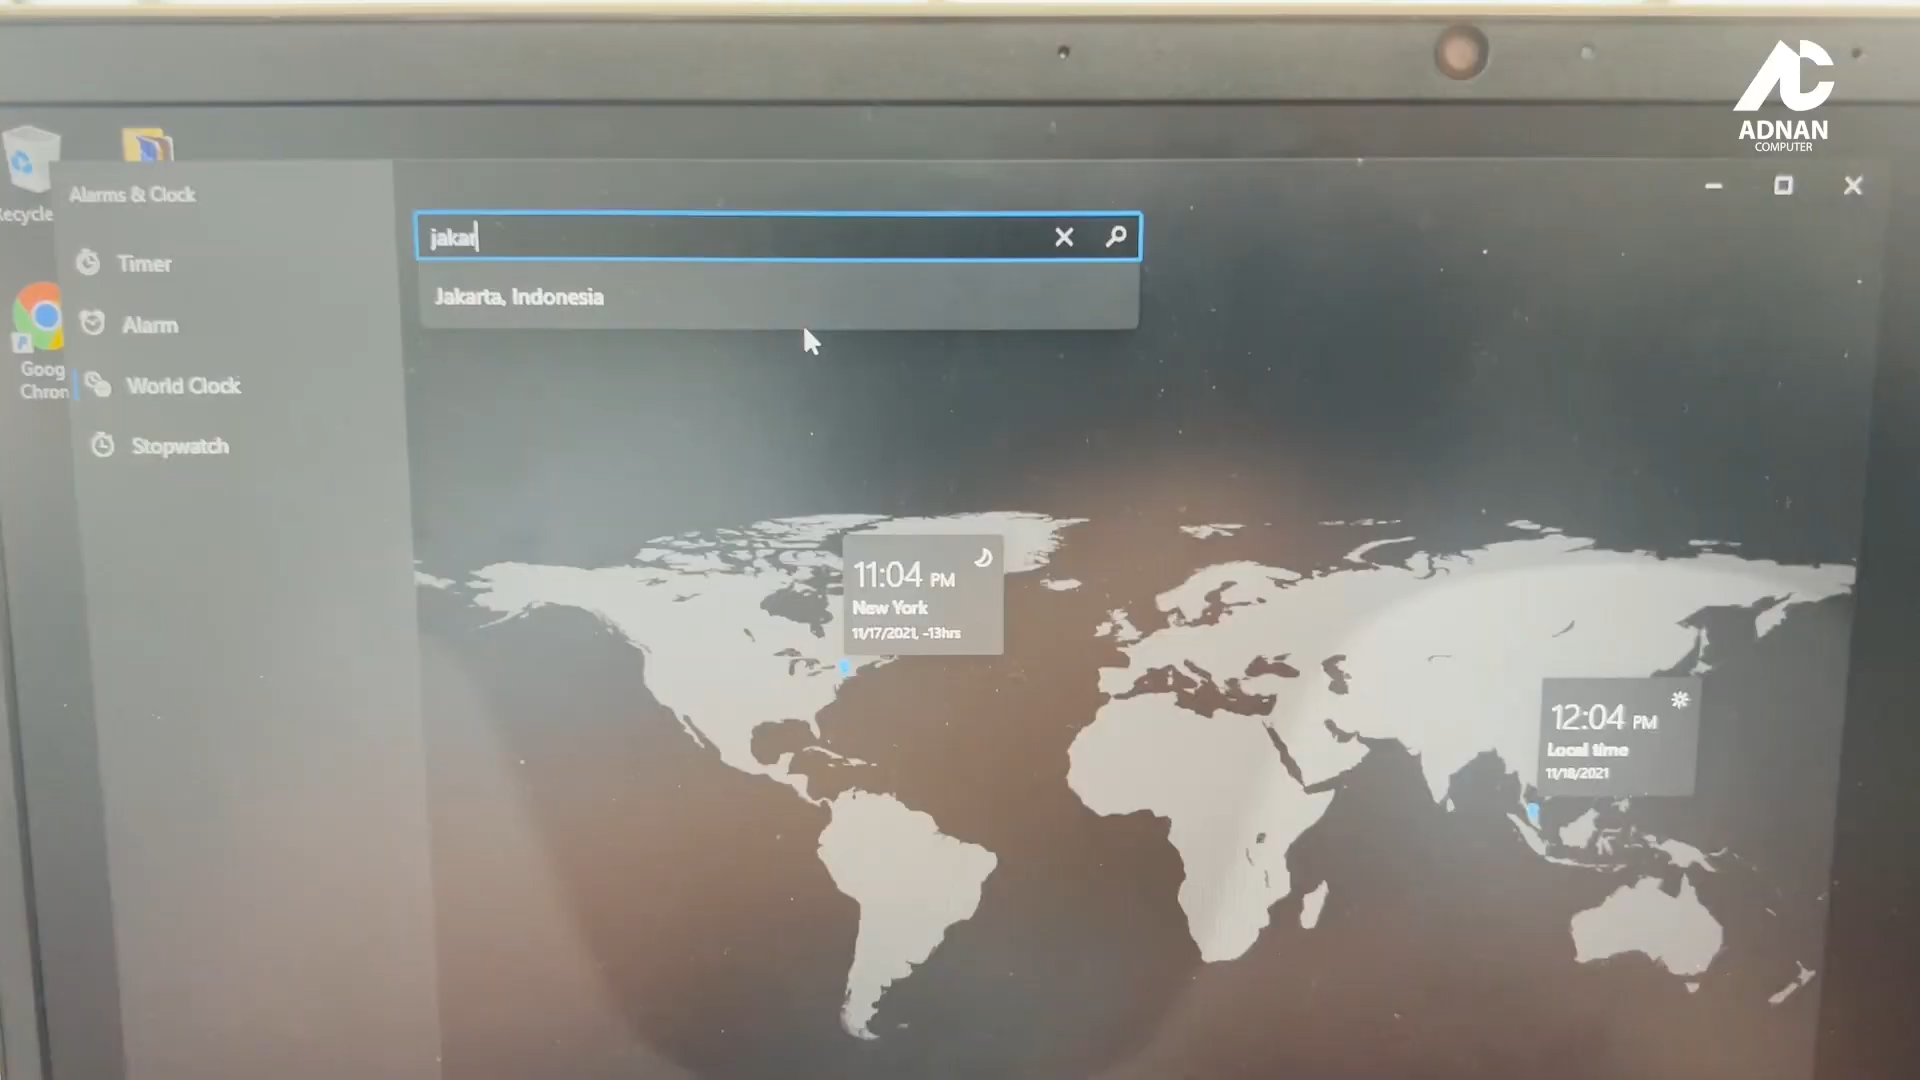 ADNAN
COMPUTER
Recycle
Alarms & Clock
Timer
Alarm
World Clock
Stopwatch
Goog
Chrom
jakar
Jakarta, Indonesia
11:04 PM
New York
11/17/2021, -13hrs
12:04 PM
Local time
11/18/2021